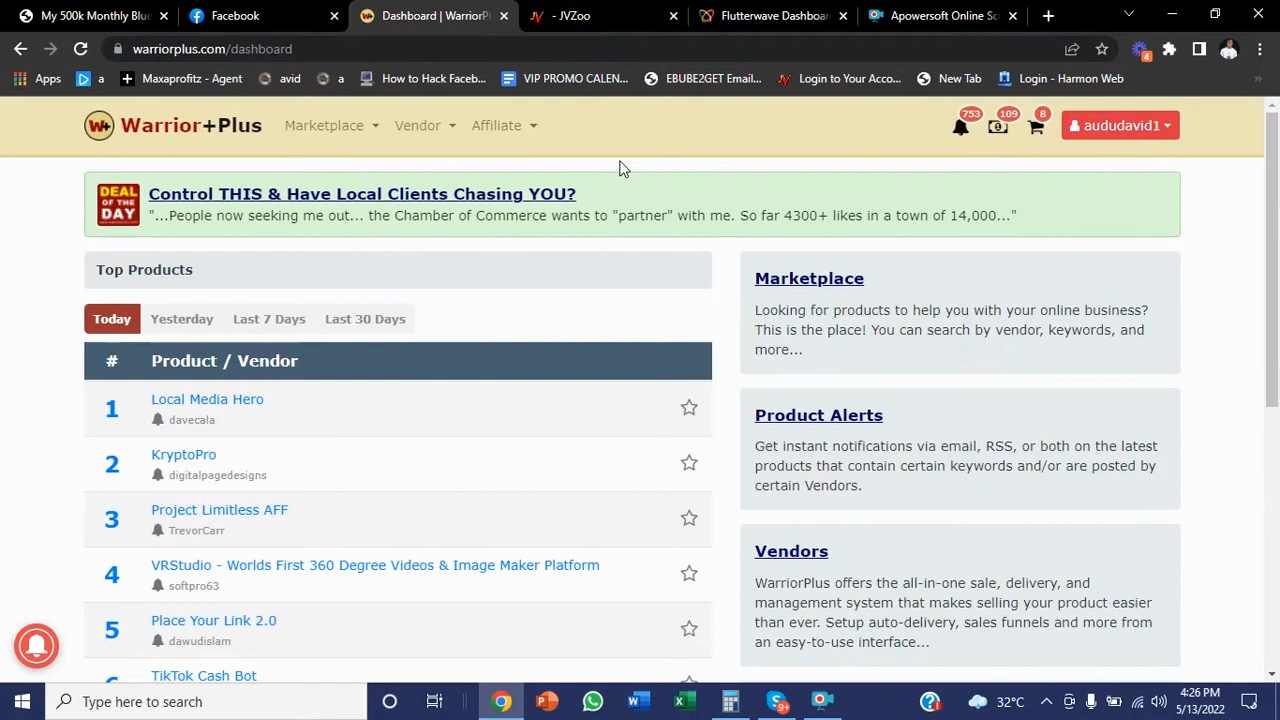 My 500k Monthly Blue
Facebook
Dashboard | WarriorPl
- JVZoo
Flutterwave Dashboar
Apowersoft Online Sc
warriorplus.com/dashboard
4
Apps
a
Maxaprofitz - Agent
avid
a
How to Hack Faceb...
VIP PROMO CALEN...
EBUBE2GET Email...
Login to Your Acco...
New Tab
Login - Harmon Web
»
W+ Warrior+Plus
Marketplace
Vendor
Affiliate
753
109
8
aududavid1
DEAL OF THE DAY
Control THIS & Have Local Clients Chasing YOU?
"...People now seeking me out... the Chamber of Commerce wants to "partner" with me. So far 4300+ likes in a town of 14,000..."
Top Products
Today Yesterday Last 7 Days Last 30 Days
# Product / Vendor
1 Local Media Hero
davecala
2 KryptoPro
digitalpagedesigns
3 Project Limitless AFF
TrevorCarr
4 VRStudio - Worlds First 360 Degree Videos & Image Maker Platform
softpro63
5 Place Your Link 2.0
dawudislam
TikTok Cash Bot
Marketplace
Looking for products to help you with your online business?
This is the place! You can search by vendor, keywords, and
more...
Product Alerts
Get instant notifications via email, RSS, or both on the latest
products that contain certain keywords and/or are posted by
certain Vendors.
Vendors
WarriorPlus offers the all-in-one sale, delivery, and
management system that makes selling your product easier
than ever. Setup auto-delivery, sales funnels and more from
an easy-to-use interface...
Type here to search
9+
32°C
4:26 PM
5/13/2022